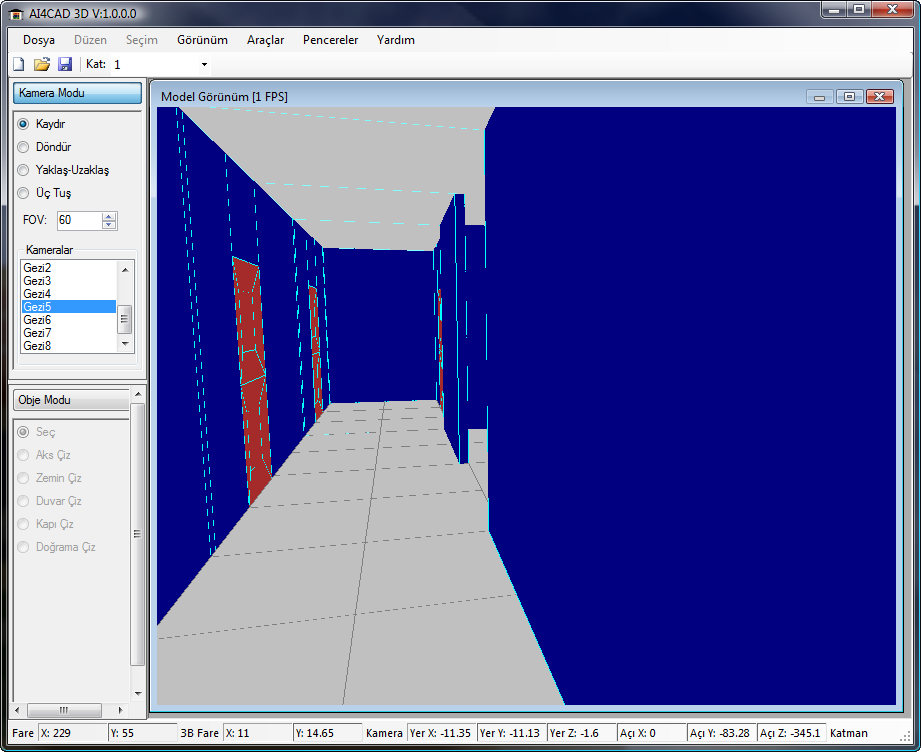 AI4CAD 3D V:1.0.0.0
Dosya Düzen Seçim Görünüm Araçlar Pencereler Yardım
Kat: 1
Kamera Modu
Kaydır
Döndür
Yaklaş-Uzaklaş
Üç Tuş
FOV: 60
Kameralar
Gezi2
Gezi3
Gezi4
Gezi5
Gezi6
Gezi7
Gezi8
Obje Modu
Seç
Aks Çiz
Zemin Çiz
Duvar Çiz
Kapı Çiz
Doğrama Çiz
Model Görünüm [1 FPS]
Fare X: 229 Y: 55 3B Fare X: 11 Y: 14.65 Kamera Yer X: -11.35 Yer Y: -11.13 Yer Z: -1.6 Açı X: 0 Açı Y: -83.28 Açı Z: -345.1 Katman